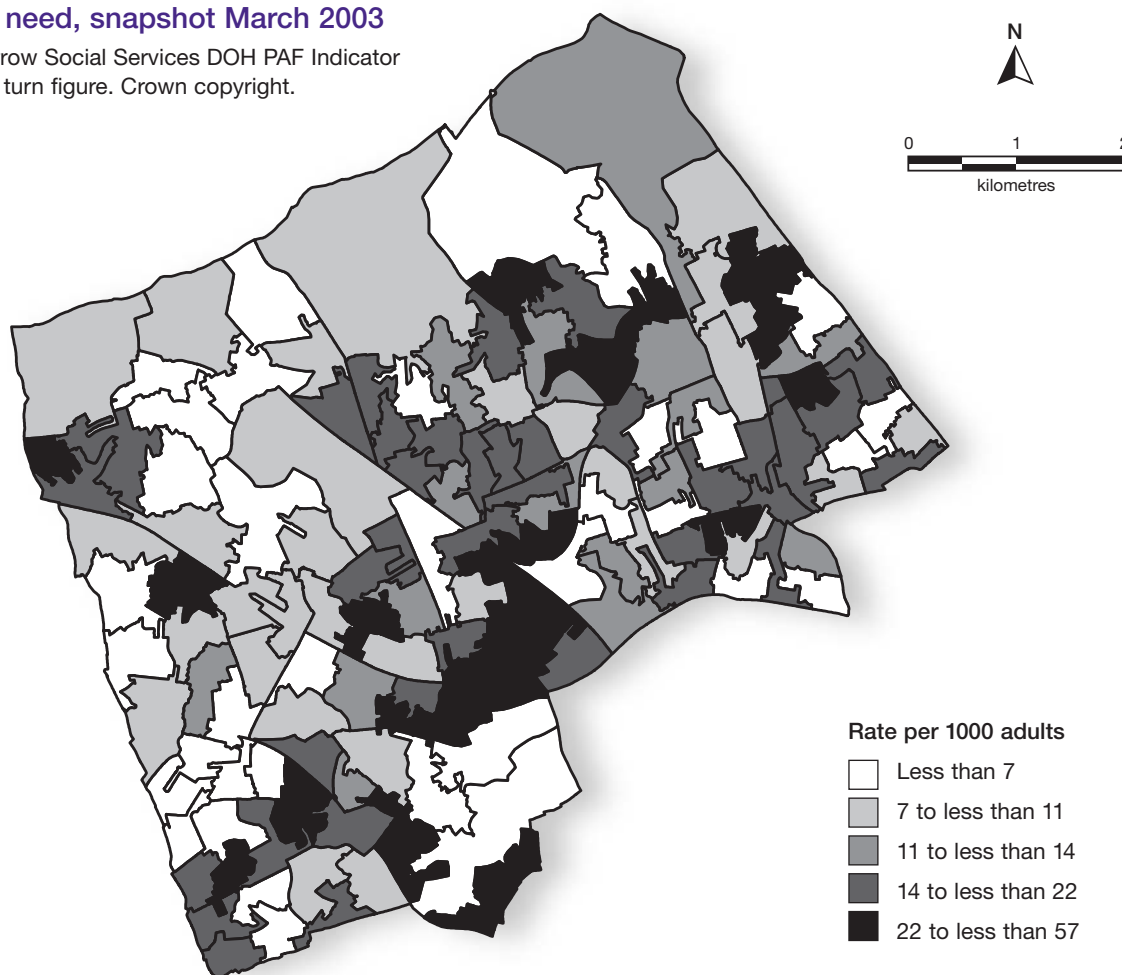 need, snapshot March 2003
row Social Services DOH PAF Indicator
turn figure. Crown copyright.
N
0 1 2
kilometres
Rate per 1000 adults
Less than 7
7 to less than 11
11 to less than 14
14 to less than 22
22 to less than 57